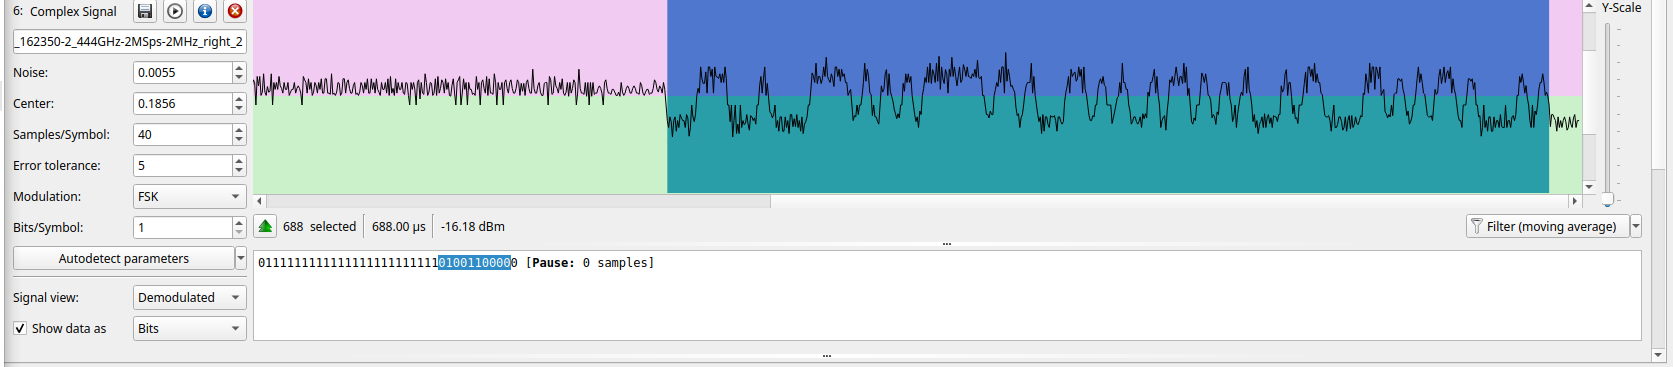 6: Complex Signal
Y-Scale
_162350-2_444GHz-2MSps-2MHz_right_2
Noise: 0.0055
Center: 0.1856
Samples/Symbol: 40
Error tolerance: 5
Modulation: FSK
Bits/Symbol: 1
688 selected 688.00 µs -16.18 dBm
Filter (moving average)
Autodetect parameters
011111111111111111111111101001100000 [Pause: 0 samples]
Signal view: Demodulated
Show data as Bits